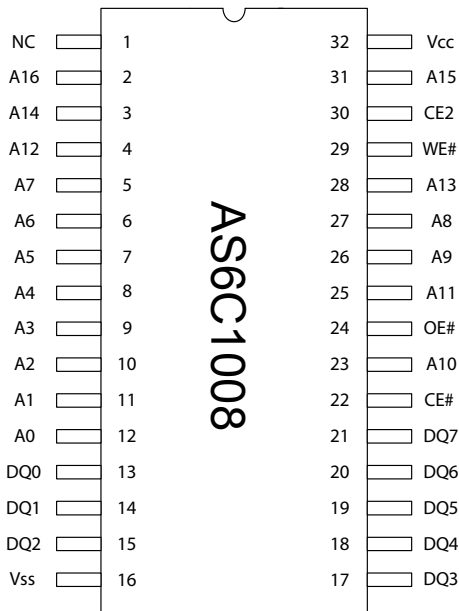 NC 1 32 Vcc
A16 2 31 A15
A14 3 30 CE2
A12 4 29 WE#
A7 5 28 A13
A6 6 27 A8
A5 7 26 A9
A4 8 25 A11
A3 9 24 OE#
A2 10 23 A10
A1 11 22 CE#
A0 12 21 DQ7
DQ0 13 20 DQ6
DQ1 14 19 DQ5
DQ2 15 18 DQ4
Vss 16 17 DQ3
AS6C1008